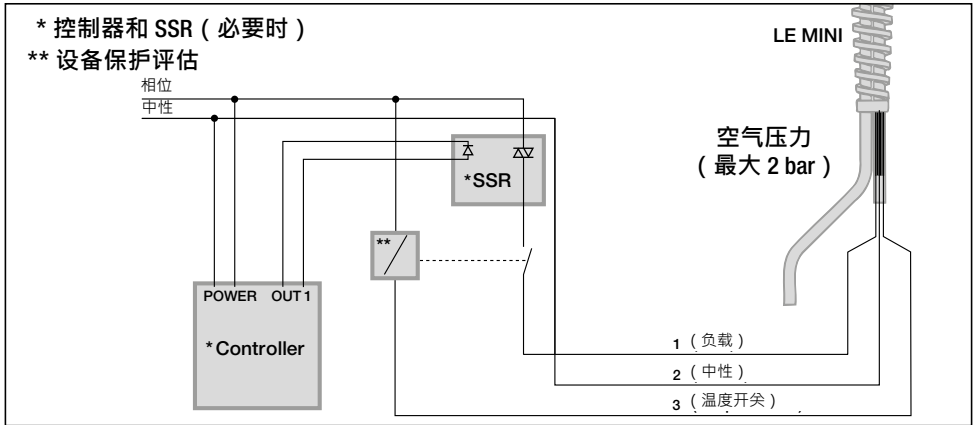 * 控制器和 SSR（必要时）
** 设备保护评估
相位
中性
LE MINI
空气压力
（最大 2 bar）
*SSR
**
POWER OUT 1
*Controller
1（负载）
2（中性）
3（温度开关）